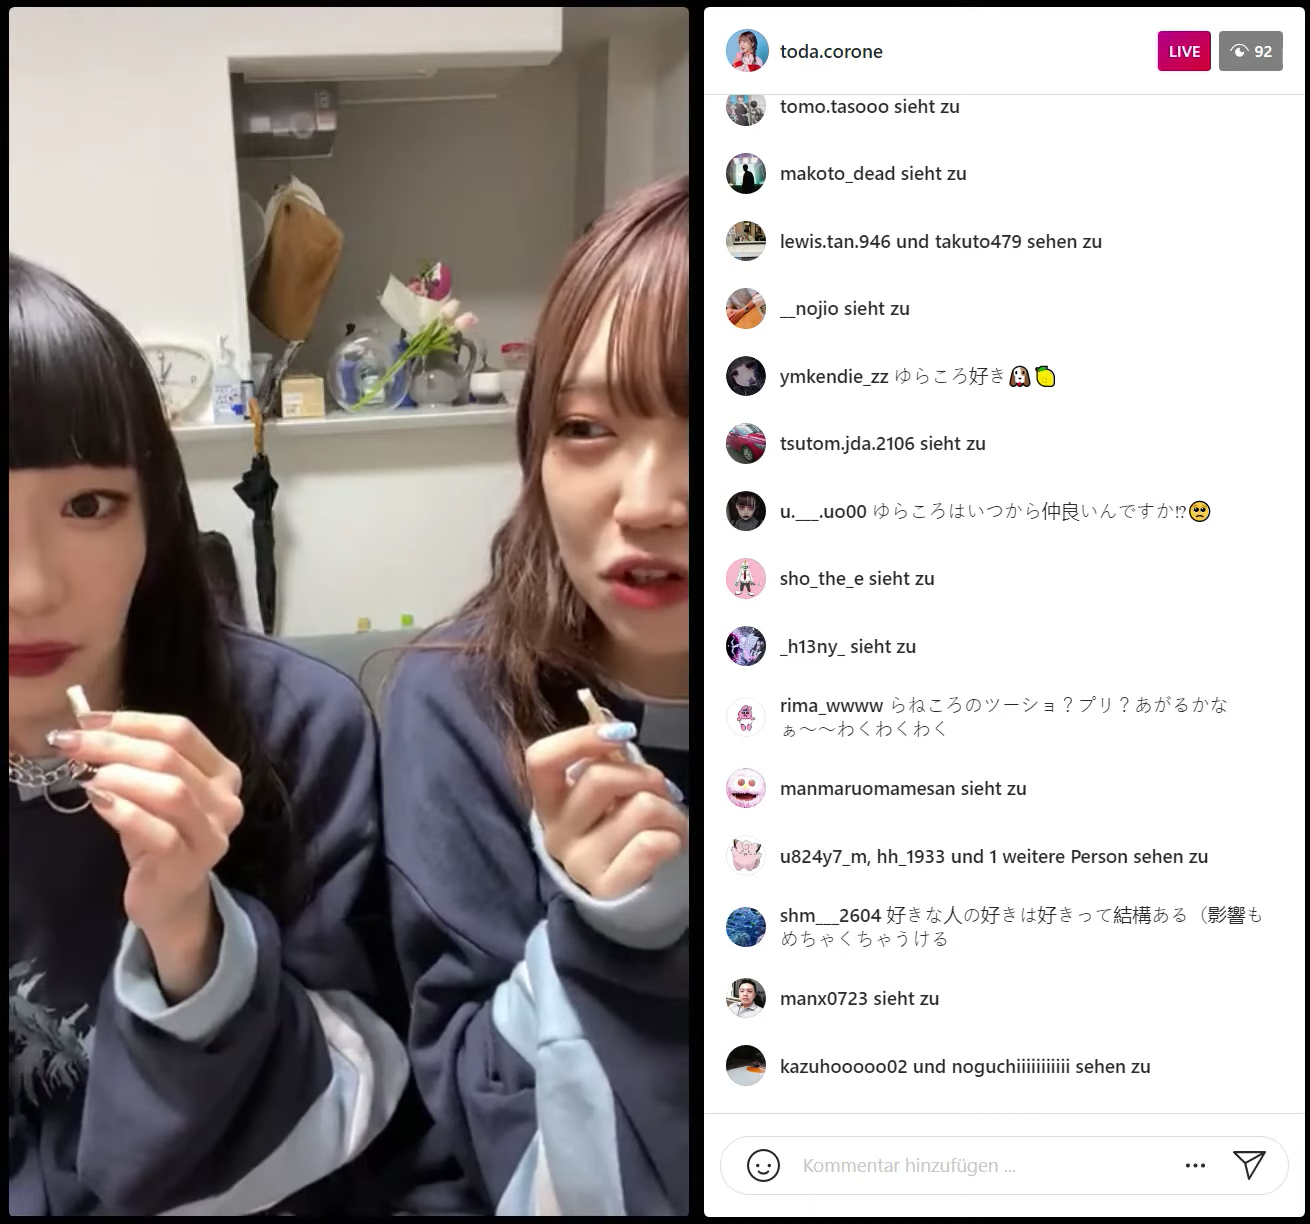 toda.corone
LIVE
92
tomo.tasooo sieht zu
makoto_dead sieht zu
lewis.tan.946 und takuto479 sehen zu
__nojio sieht zu
ymkendie_zz ゆらころ好き🐶🍋
tsutom.jda.2106 sieht zu
u.___.uo00 ゆらころはいつから仲良いんですか⁉🥺
sho_the_e sieht zu
_h13ny_ sieht zu
rima_wwww らねころのツーショ？プリ？あがるかな
ぁ〜〜わくわくわく
manmaruomamesan sieht zu
u824y7_m, hh_1933 und 1 weitere Person sehen zu
shm___2604 好きな人の好きは好きって結構ある（影響も
めちゃくちゃうける
manx0723 sieht zu
kazuhooooo02 und noguchiiiiiiiiiii sehen zu
Kommentar hinzufügen ...